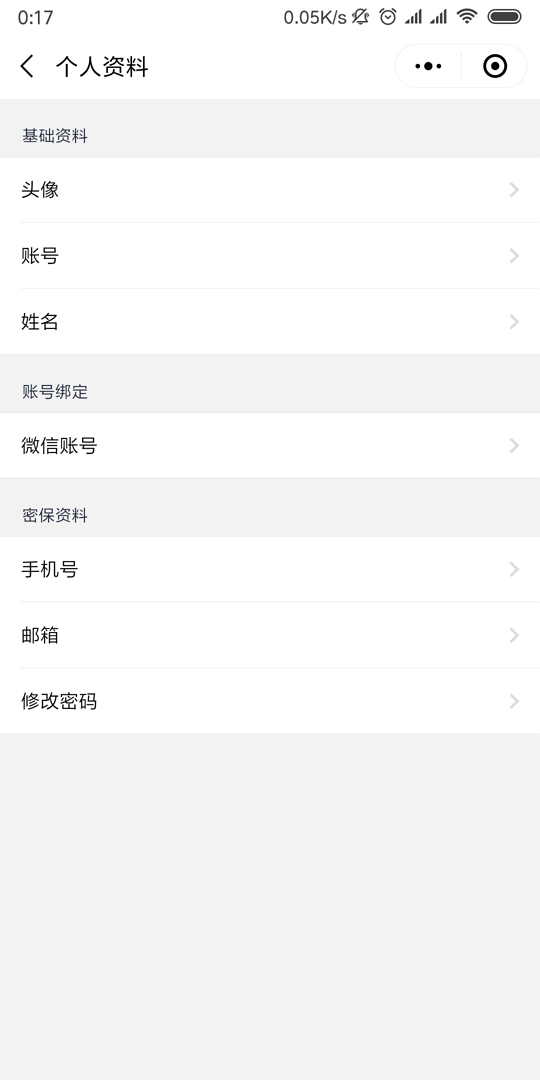 0:17
0.05K/s
个人资料
基础资料
头像
账号
姓名
账号绑定
微信账号
密保资料
手机号
邮箱
修改密码